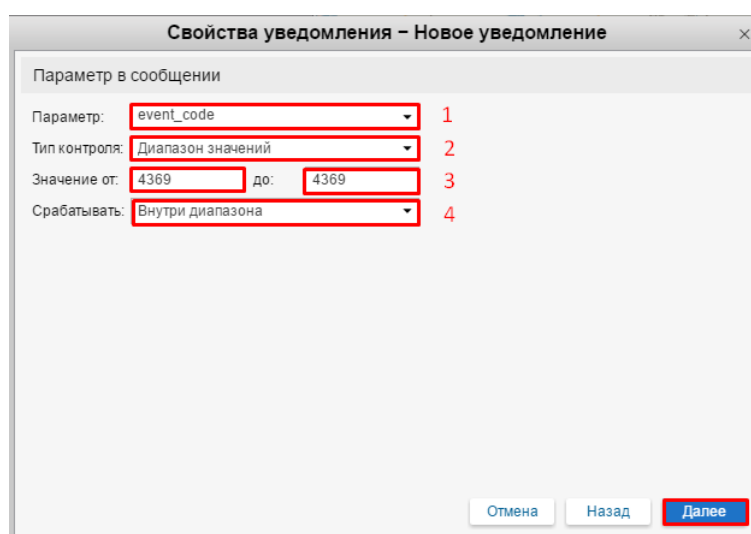 Свойства уведомления – Новое уведомление ×
Параметр в сообщении
Параметр: event_code 1
Тип контроля: Диапазон значений 2
Значение от: 4369 до: 4369 3
Срабатывать: Внутри диапазона 4
Отмена Назад Далее